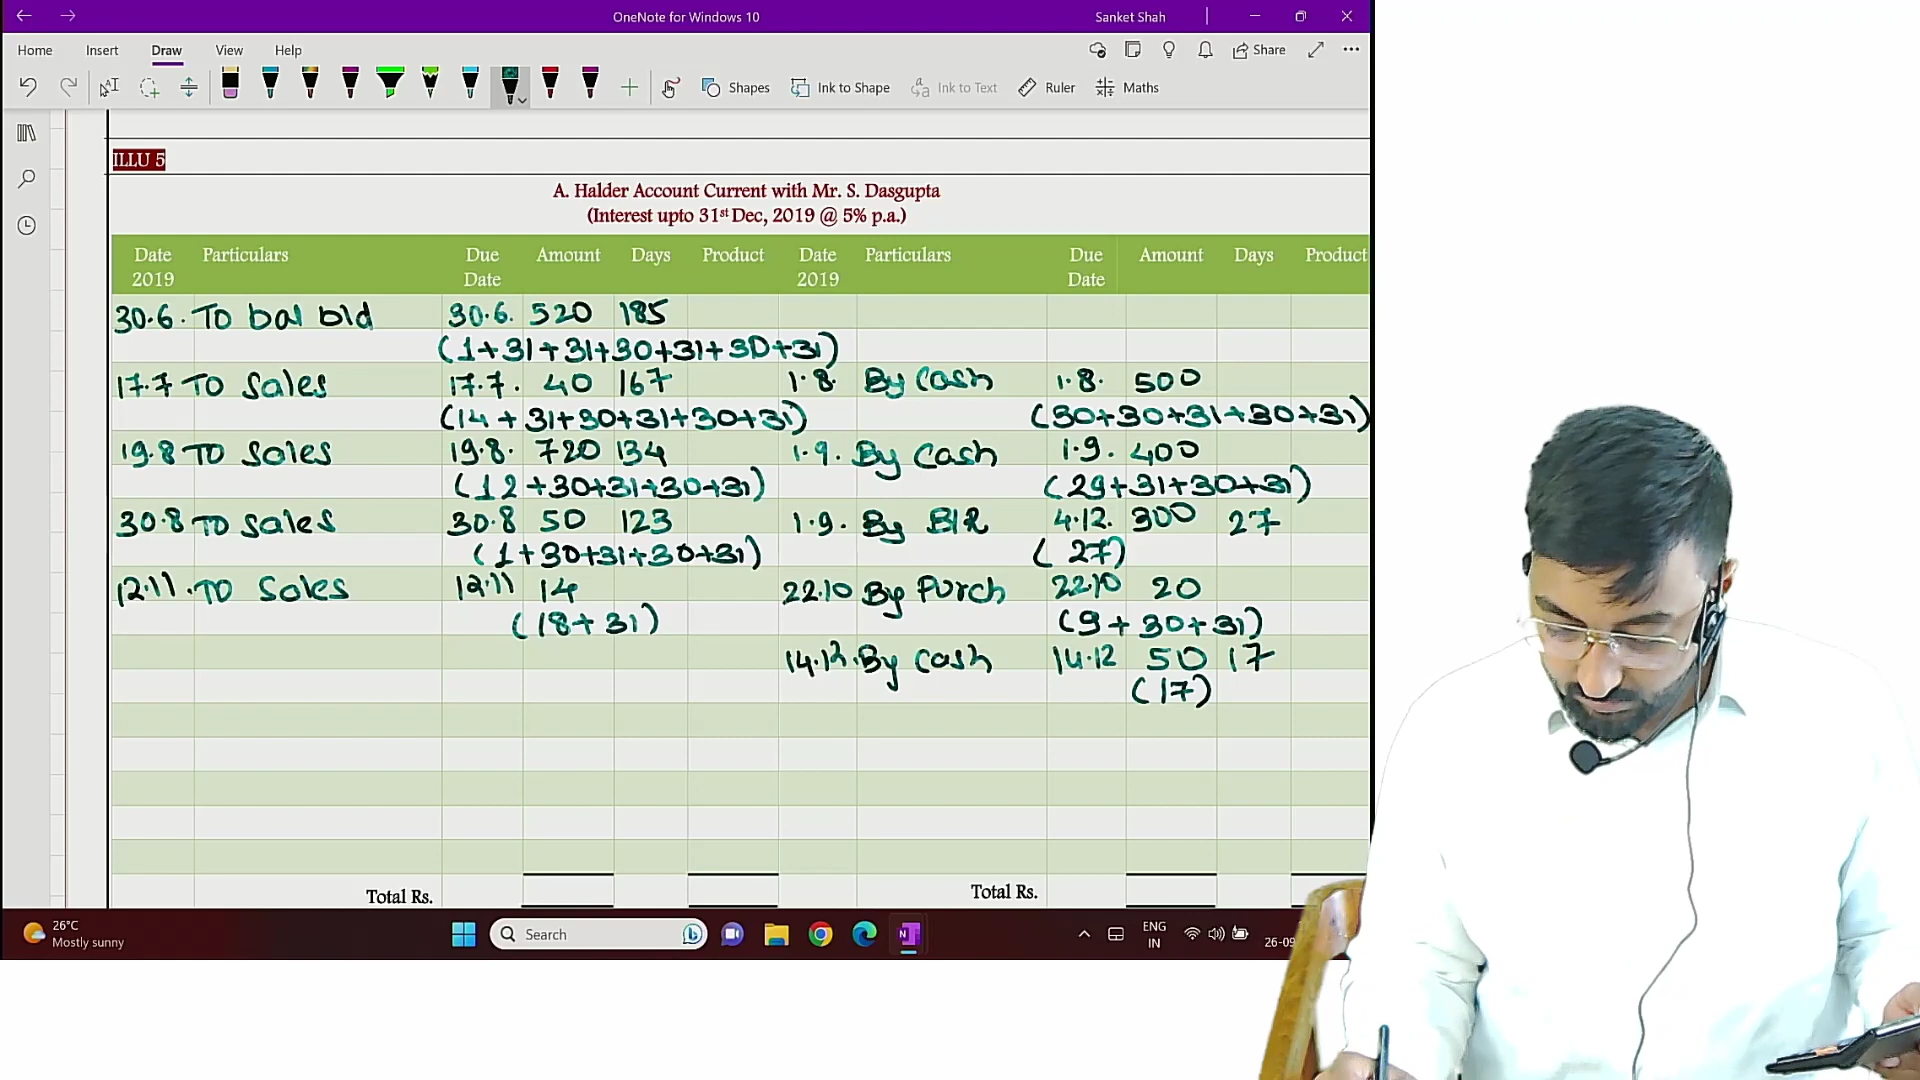 OneNote for Windows 10
Sanket Shah
Home Insert Draw View Help
Share
Shapes Ink to Shape Ink to Text Ruler Maths
ILLU 5
A. Halder Account Current with Mr. S. Dasgupta
(Interest upto 31st Dec, 2019 @ 5% p.a.)
Date 2019 Particulars Due Date Amount Days Product Date 2019 Particulars Due Date Amount Days Product
30.6. To bal b/d 30.6. 520 185
(1+31+31+30+31+30+31)
17.7 To Sales 17.7. 40 167 1.8. By Cash 1.8. 500
(14+31+30+31+30+31) (30+30+31+30+31)
19.8 To Sales 19.8. 720 134 1.9. By Cash 1.9. 400
(12+30+31+30+31) (29+31+30+31)
30.8 To Sales 30.8 50 123 1.9. By B/R 4.12. 300 27
(1+30+31+30+31) (27)
12.11. To Sales 12.11 14 22.10 By Purch 22.10 20
(18+31) (9+30+31)
14.12. By Cash 14.12 50 17
(17)
Total Rs. Total Rs.
26°C
Mostly sunny
Search
ENG
IN
26-09